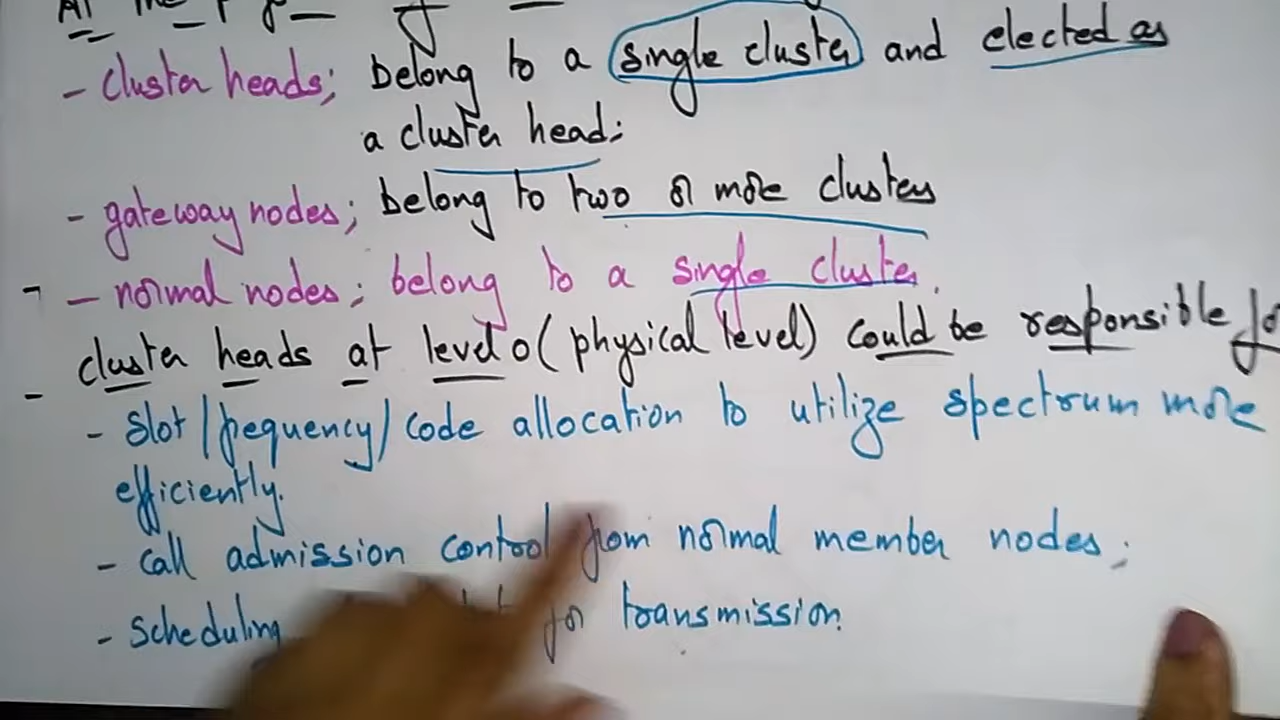 - cluster heads; belong to a single cluster and elected as
a cluster head:
- gateway nodes; belong to two or more clusters
- normal nodes; belong to a single cluster.
- cluster heads at level 0 (physical level) could be responsible
- slot/frequency/code allocation to utilize spectrum more
efficiently.
- call admission control from normal member nodes;
- scheduling for transmission.